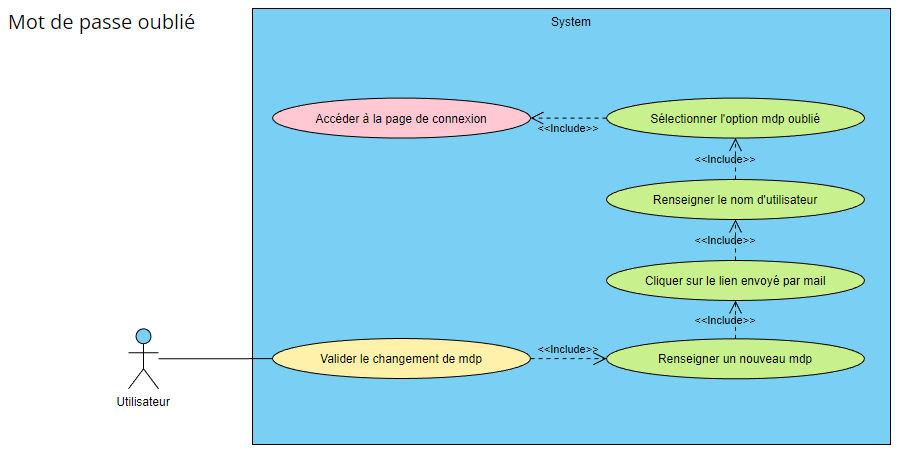 Mot de passe oublié
System
Accéder à la page de connexion
<<Include>>
Sélectionner l'option mdp oublié
<<Include>>
Renseigner le nom d'utilisateur
<<Include>>
Cliquer sur le lien envoyé par mail
<<Include>>
Valider le changement de mdp
<<Include>>
Renseigner un nouveau mdp
Utilisateur